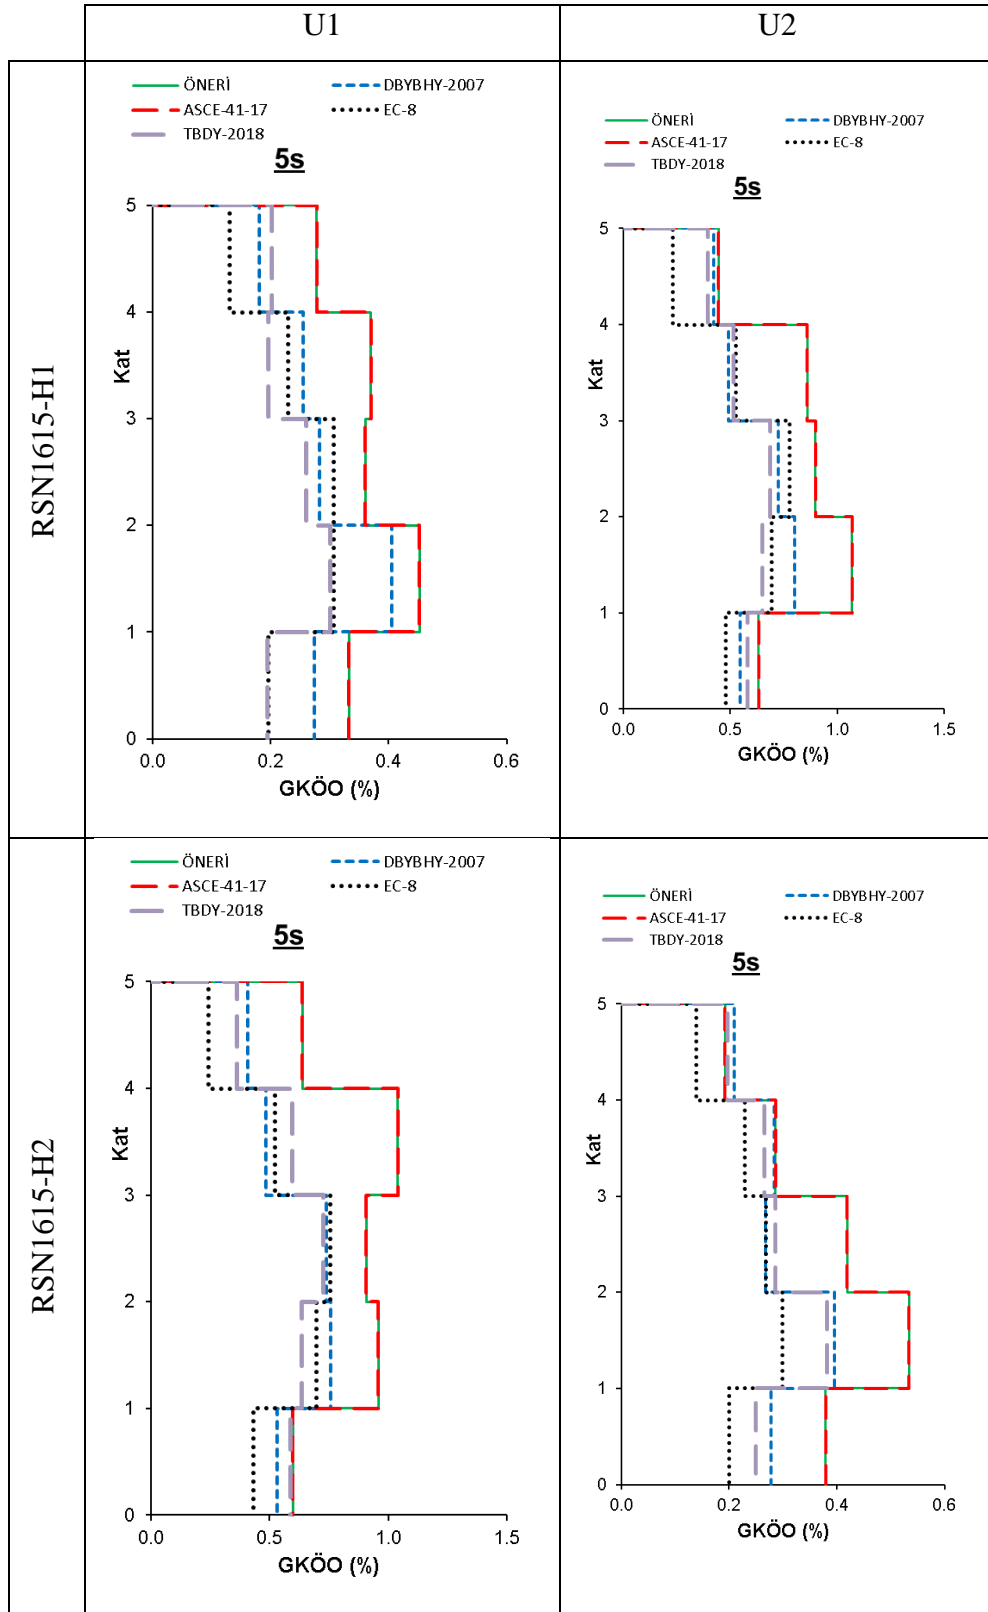 U1
U2
RSN1615-H1
ÖNERİ
DBYBHY-2007
ASCE-41-17
EC-8
TBDY-2018
5s
5
4
3
2
1
0
Kat
0.0
0.2
0.4
0.6
GKÖO (%)
ÖNERİ
DBYBHY-2007
ASCE-41-17
EC-8
TBDY-2018
5s
5
4
3
2
1
0
Kat
0.0
0.5
1.0
1.5
GKÖO (%)
RSN1615-H2
ÖNERİ
DBYBHY-2007
ASCE-41-17
EC-8
TBDY-2018
5s
5
4
3
2
1
0
Kat
0.0
0.5
1.0
1.5
GKÖO (%)
ÖNERİ
DBYBHY-2007
ASCE-41-17
EC-8
TBDY-2018
5s
5
4
3
2
1
0
Kat
0.0
0.2
0.4
0.6
GKÖO (%)